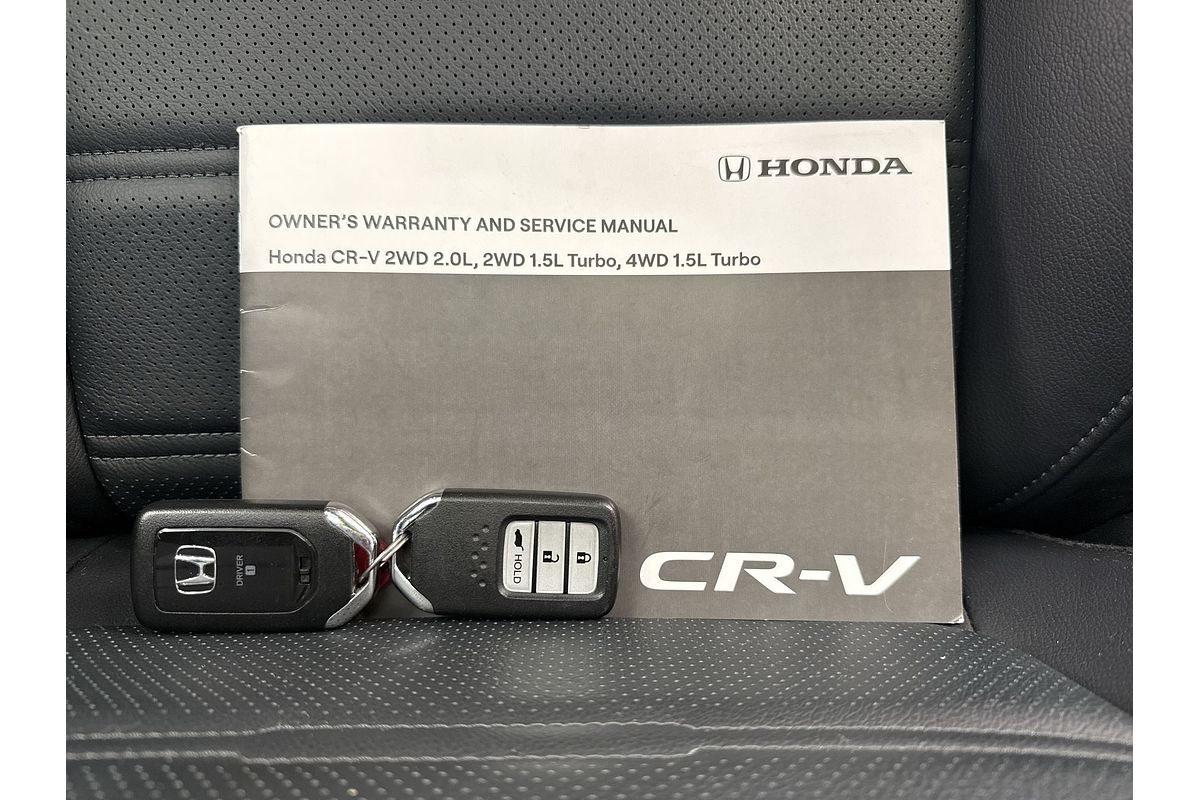 HONDA
OWNER'S WARRANTY AND SERVICE MANUAL
Honda CR-V 2WD 2.0L, 2WD 1.5L Turbo, 4WD 1.5L Turbo
DRIVER 1
HOLD
CR-V